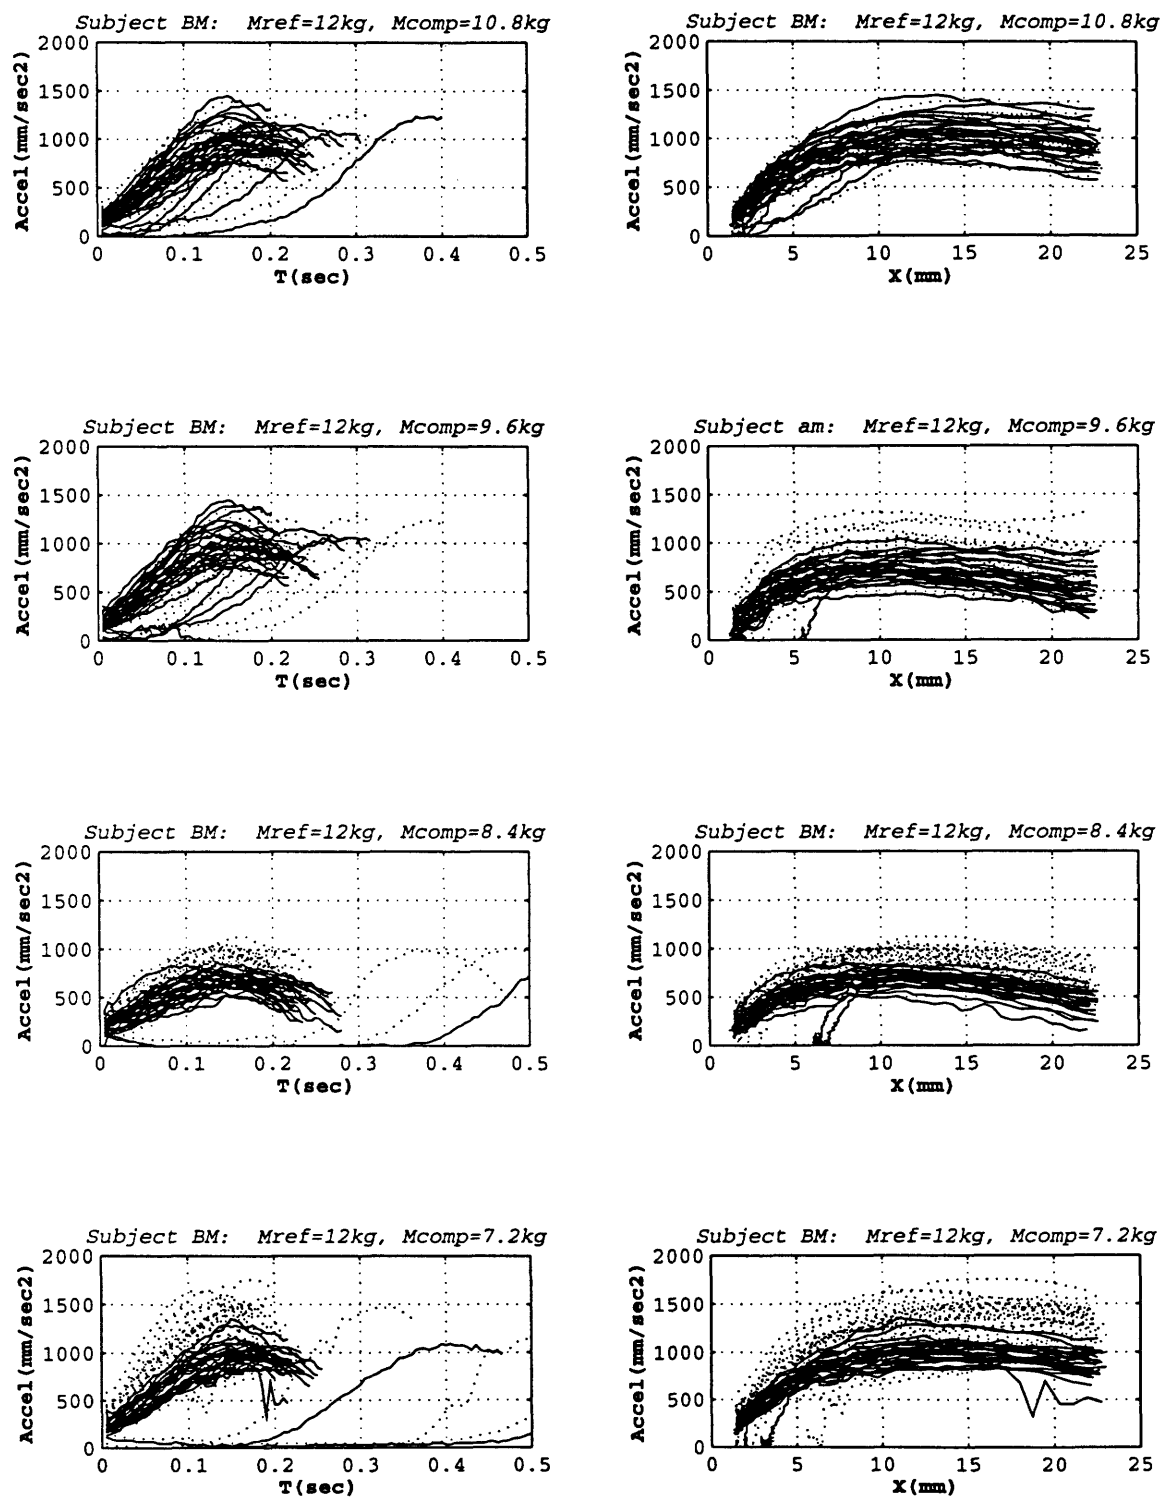 Subject BM: Mref=12kg, Mcomp=10.8kg
Accel(mm/sec2)
2000
1500
1000
500
0
0 0.1 0.2 0.3 0.4 0.5
T(sec)
Subject BM: Mref=12kg, Mcomp=10.8kg
Accel(mm/sec2)
2000
1500
1000
500
0
0 5 10 15 20 25
X(mm)
Subject BM: Mref=12kg, Mcomp=9.6kg
Accel(mm/sec2)
2000
1500
1000
500
0
0 0.1 0.2 0.3 0.4 0.5
T(sec)
Subject am: Mref=12kg, Mcomp=9.6kg
Accel(mm/sec2)
2000
1500
1000
500
0
0 5 10 15 20 25
X(mm)
Subject BM: Mref=12kg, Mcomp=8.4kg
Accel(mm/sec2)
2000
1500
1000
500
0
0 0.1 0.2 0.3 0.4 0.5
T(sec)
Subject BM: Mref=12kg, Mcomp=8.4kg
Accel(mm/sec2)
2000
1500
1000
500
0
0 5 10 15 20 25
X(mm)
Subject BM: Mref=12kg, Mcomp=7.2kg
Accel(mm/sec2)
2000
1500
1000
500
0
0 0.1 0.2 0.3 0.4 0.5
T(sec)
Subject BM: Mref=12kg, Mcomp=7.2kg
Accel(mm/sec2)
2000
1500
1000
500
0
0 5 10 15 20 25
X(mm)